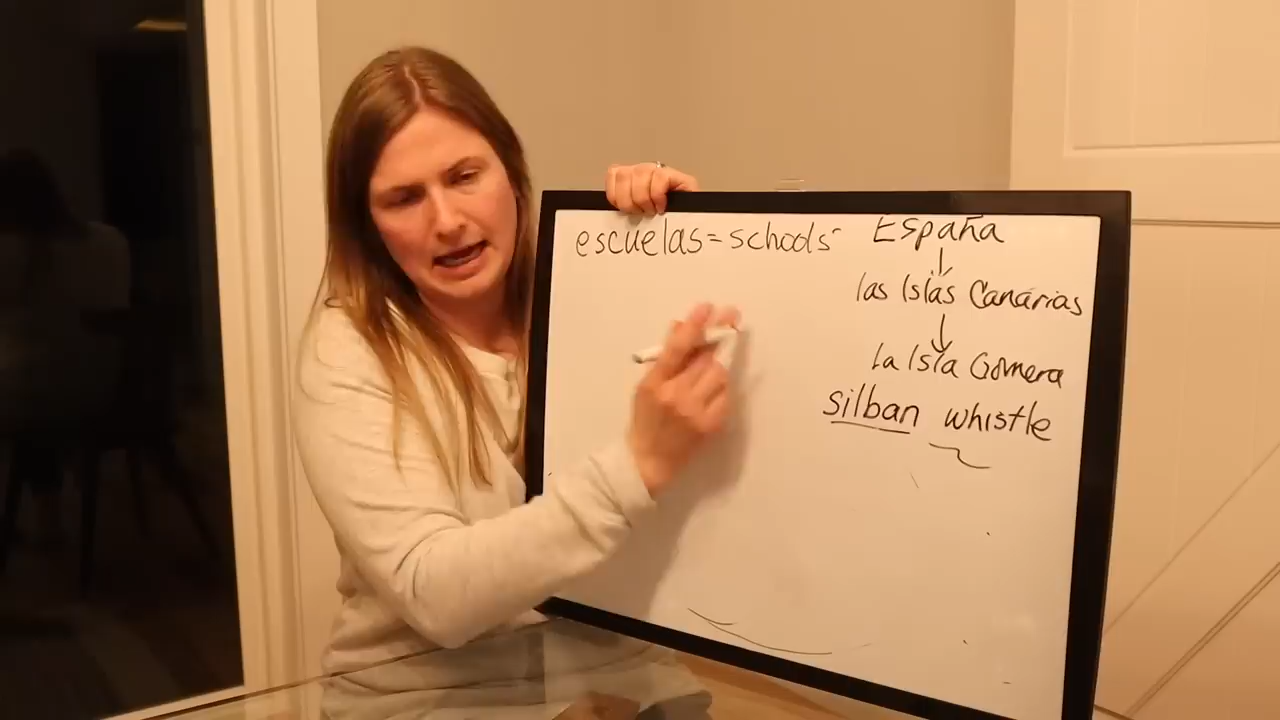 escuelas = schools
España
las Islas Canarias
la Isla Gomera
silban whistle